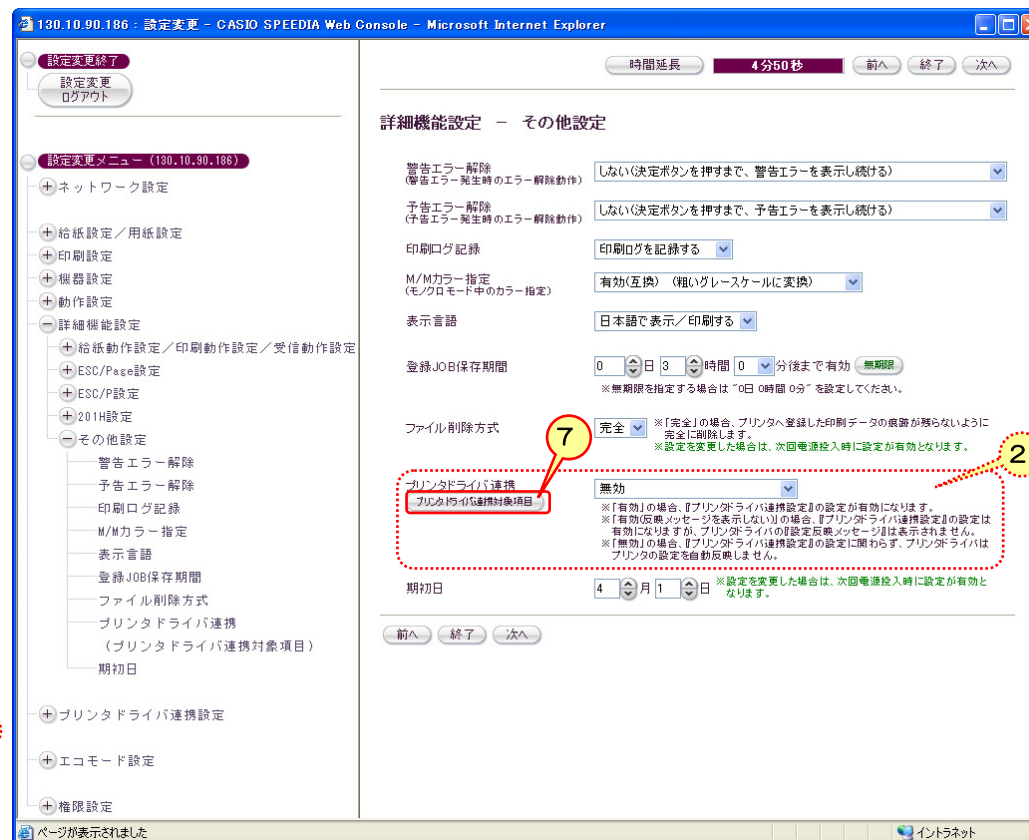 130.10.90.186 : 設定変更 - CASIO SPEEDIA Web Console - Microsoft Internet Explorer
設定変更終了
設定変更
ログアウト
設定変更メニュー (130.10.90.186)
ネットワーク設定
給紙設定／用紙設定
印刷設定
機器設定
動作設定
詳細機能設定
給紙動作設定／印刷動作設定／受信動作設定
ESC/Page設定
ESC/P設定
201H設定
その他設定
警告エラー解除
予告エラー解除
印刷ログ記録
M/Mカラー指定
表示言語
登録JOB保存期間
ファイル削除方式
プリンタドライバ連携
(プリンタドライバ連携対象項目)
期初日
プリンタドライバ連携設定
エコモード設定
権限設定
時間延長 4分50秒 前へ 終了 次へ
詳細機能設定 － その他設定
警告エラー解除 しない(決定ボタンを押すまで、警告エラーを表示し続ける)
(警告エラー発生時のエラー解除動作)
予告エラー解除 しない(決定ボタンを押すまで、予告エラーを表示し続ける)
(予告エラー発生時のエラー解除動作)
印刷ログ記録 印刷ログを記録する
M/Mカラー指定 有効(互換) (粗いグレースケールに変換)
(モノクロモード中のカラー指定)
表示言語 日本語で表示／印刷する
登録JOB保存期間 0 日 3 時間 0 分後まで有効 無期限
※無期限を指定する場合は "0日 0時間 0分" を設定してください。
ファイル削除方式 完全 ※「完全」の場合、プリンタへ登録した印刷データの痕跡が残らないように
完全に削除します。
※設定を変更した場合は、次回電源投入時に設定が有効となります。
7
2
プリンタドライバ連携 無効
プリンタドライバ連携対象項目
※「有効」の場合、『プリンタドライバ連携設定』の設定が有効になります。
※「有効(反映メッセージを表示しない)」の場合、『プリンタドライバ連携設定』の設定は
有効になりますが、プリンタドライバの『設定反映メッセージ』は表示されません。
※「無効」の場合、『プリンタドライバ連携設定』の設定に関わらず、プリンタドライバは
プリンタの設定を自動反映しません。
期初日 4 月 1 日 ※設定を変更した場合は、次回電源投入時に設定が有効と
なります。
前へ 終了 次へ
ページが表示されました イントラネット